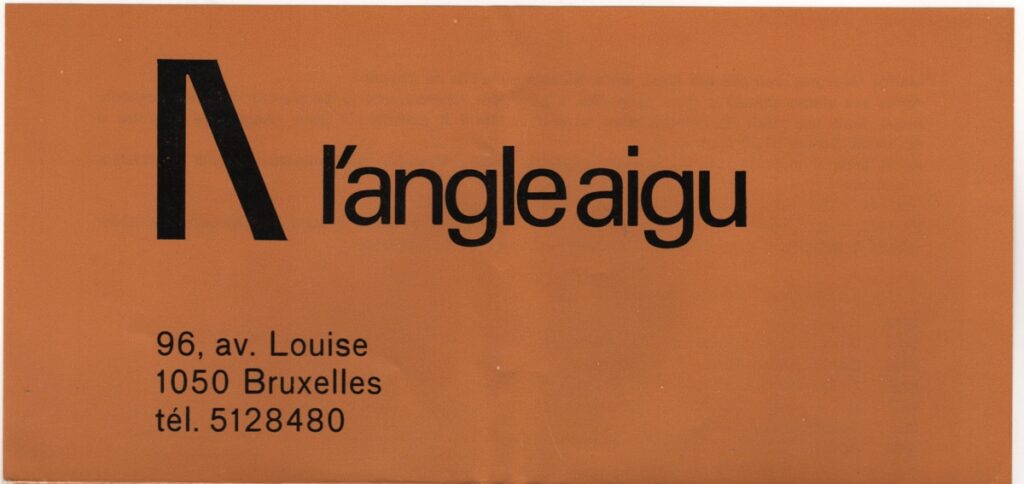 l'angle aigu
96, av. Louise
1050 Bruxelles
tél. 5128480